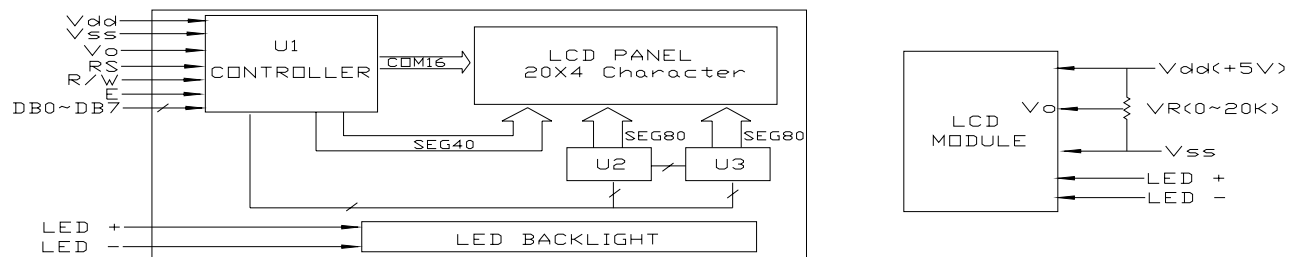 Vdd
Vss
Vo
RS
R/W
E
DB0~DB7
U1
CONTROLLER
COM16
LCD PANEL
20X4 Character
SEG40
SEG80
SEG80
U2
U3
LED +
LED -
LED BACKLIGHT
LCD
MODULE
Vdd(+5V)
Vo
VR(0~20K)
Vss
LED +
LED -